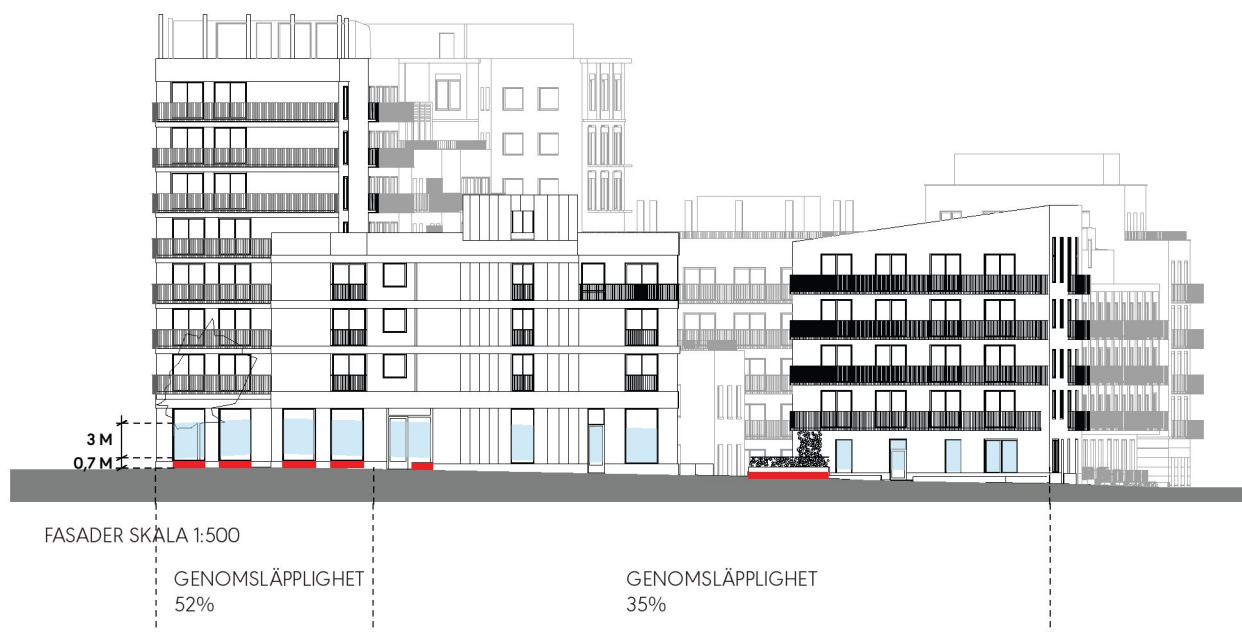 3 M
0,7 M
FASADER SKALA 1:500
GENOMSLÄPPLIGHET
52%
GENOMSLÄPPLIGHET
35%